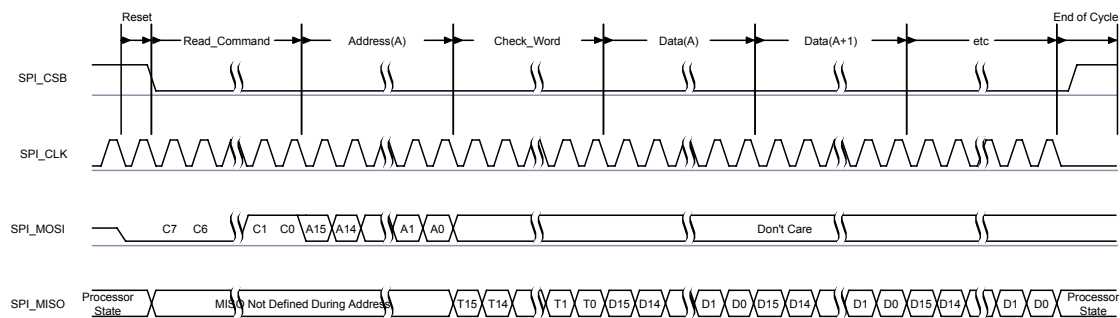 Reset
End of Cycle
Read_Command Address(A) Check_Word Data(A) Data(A+1) etc
SPI_CSB
SPI_CLK
SPI_MOSI C7 C6 C1 C0 A15 A14 A1 A0 Don't Care
SPI_MISO Processor State MISO Not Defined During Address T15 T14 T1 T0 D15 D14 D1 D0 D15 D14 D1 D0 D15 D14 D1 D0 Processor State